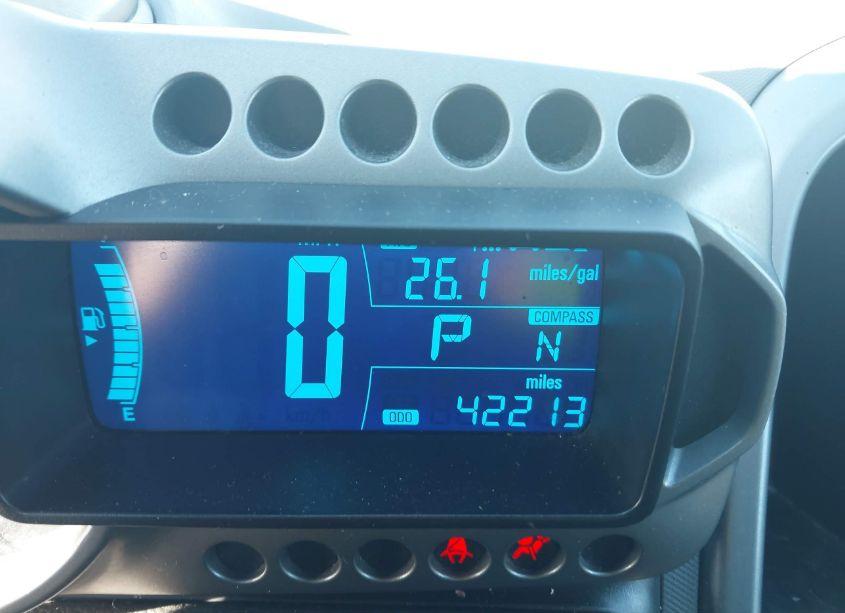 0
26.1 miles/gal
COMPASS
P N
miles
E
ODO 42213